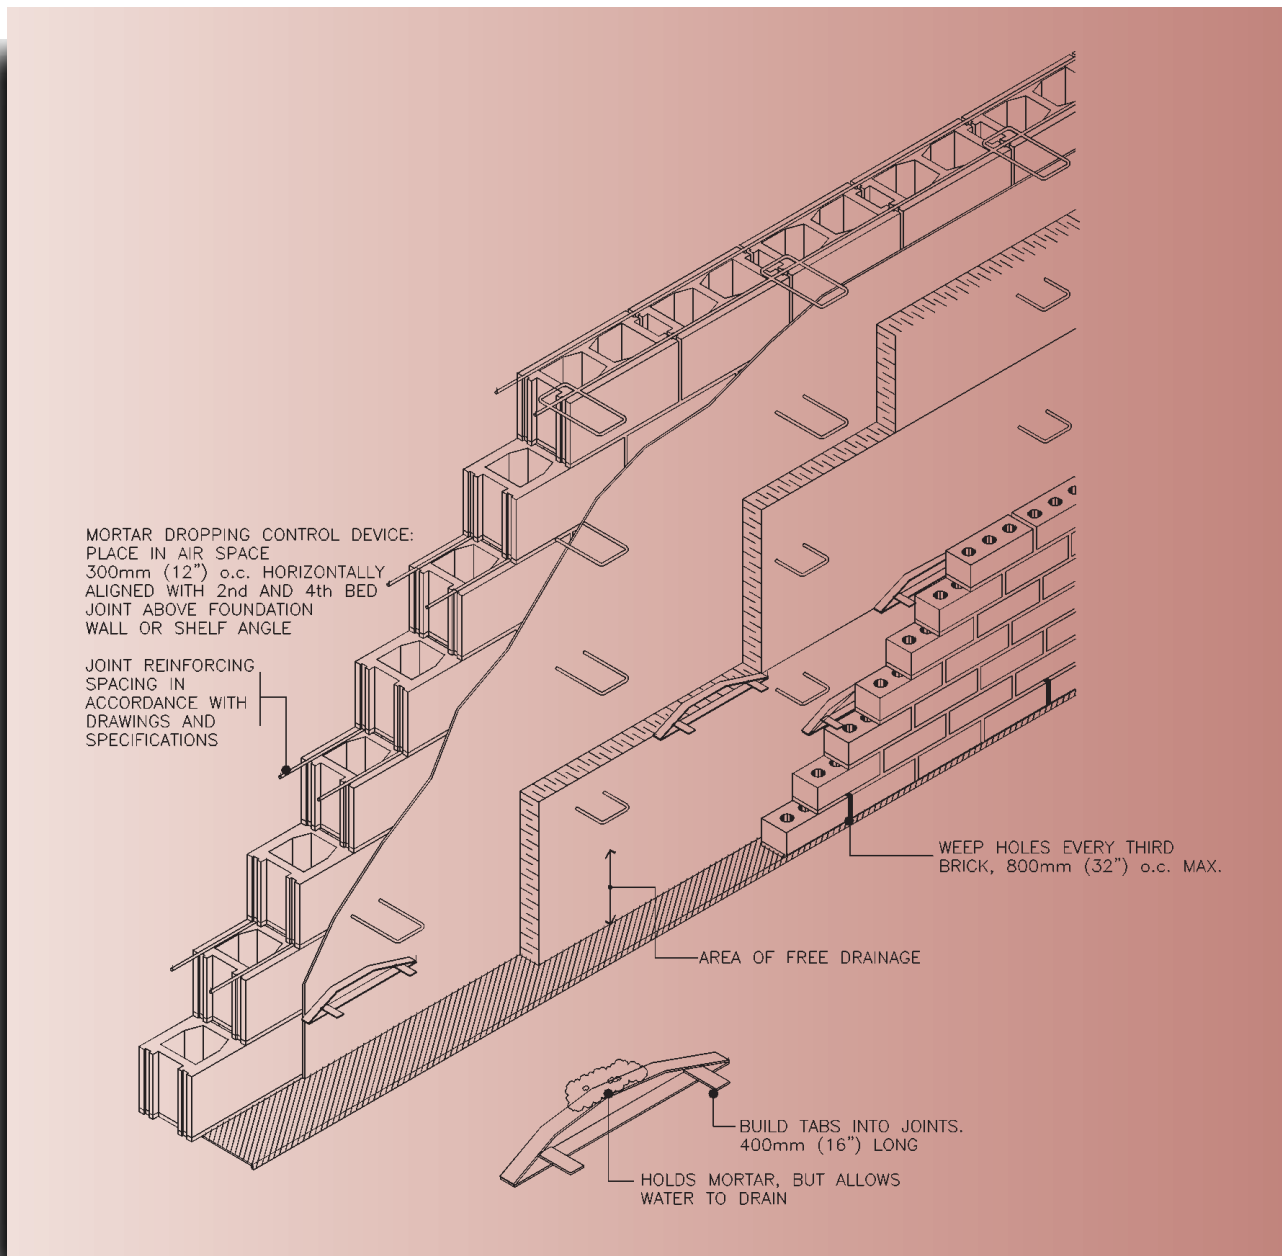 MORTAR DROPPING CONTROL DEVICE:
PLACE IN AIR SPACE
300mm (12") o.c. HORIZONTALLY
ALIGNED WITH 2nd AND 4th BED
JOINT ABOVE FOUNDATION
WALL OR SHELF ANGLE
JOINT REINFORCING
SPACING IN
ACCORDANCE WITH
DRAWINGS AND
SPECIFICATIONS
WEEP HOLES EVERY THIRD
BRICK, 800mm (32") o.c. MAX.
AREA OF FREE DRAINAGE
BUILD TABS INTO JOINTS.
400mm (16") LONG
HOLDS MORTAR, BUT ALLOWS
WATER TO DRAIN